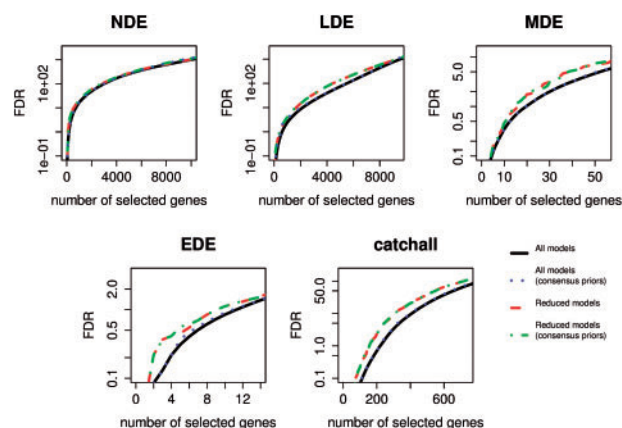 NDE
LDE
MDE
FDR
1e-01
1e+02
0
4000
8000
number of selected genes
FDR
1e-01
1e+02
0
4000
8000
number of selected genes
FDR
0.1
0.5
5.0
0
10
30
50
number of selected genes
EDE
catchall
FDR
0.1
0.5
2.0
0
4
8
12
number of selected genes
FDR
0.1
1.0
50.0
0
200
600
number of selected genes
All models
All models
(consensus priors)
Reduced models
Reduced models
(consensus priors)